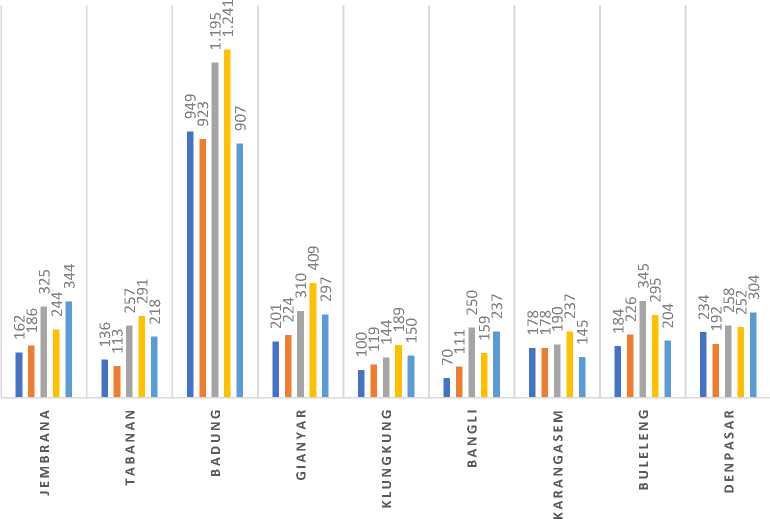 162 186 325 244 344
136 113 257 291 218
949 923 1.195 1.241 907
201 224 310 409 297
100 119 144 189 150
70 111 250 159 237
178 178 190 237 145
184 226 345 295 204
234 192 258 252 304
JEMBRANA
TABANAN
BADUNG
GIANYAR
KLUNGKUNG
BANGLI
KARANGASEM
BULELENG
DENPASAR